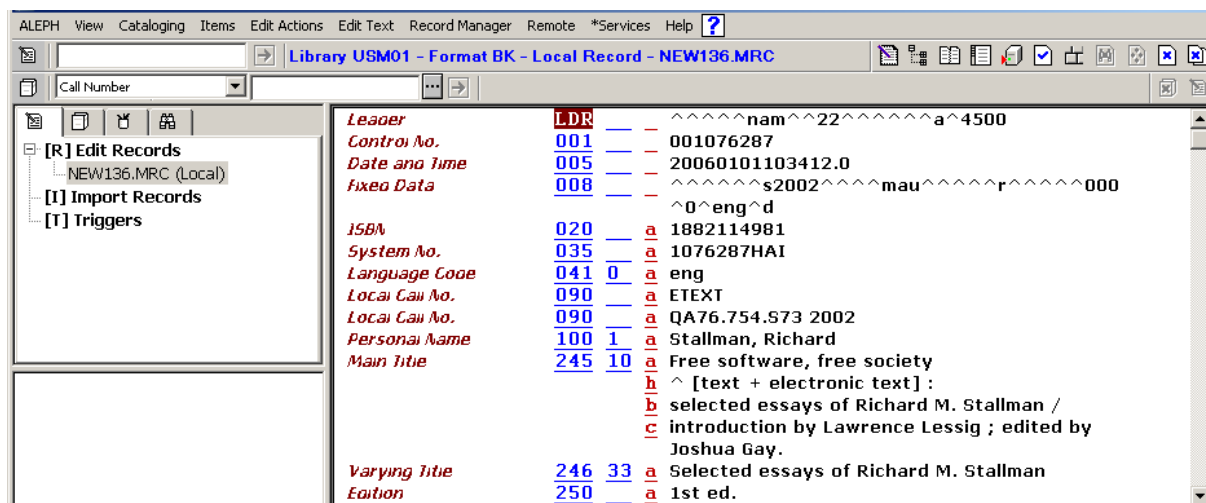 ALEPH View Cataloging Items Edit Actions Edit Text Record Manager Remote *Services Help ?
Library USM01 - Format BK - Local Record - NEW136.MRC
Call Number
[R] Edit Records
NEW136.MRC (Local)
[I] Import Records
[T] Triggers
Leader LDR ^^^^^nam^^22^^^^^^a^4500
Control No. 001 001076287
Date and Time 005 20060101103412.0
Fixed Data 008 ^^^^^^s2002^^^^mau^^^^^r^^^^^000
^0^eng^d
ISBN 020 a 1882114981
System No. 035 a 1076287HAI
Language Code 041 0 a eng
Local Call No. 090 a ETEXT
Local Call No. 090 a QA76.754.S73 2002
Personal Name 100 1 a Stallman, Richard
Main Title 245 10 a Free software, free society
h ^ [text + electronic text] :
b selected essays of Richard M. Stallman /
c introduction by Lawrence Lessig ; edited by
Joshua Gay.
Varying Title 246 33 a Selected essays of Richard M. Stallman
Edition 250 a 1st ed.